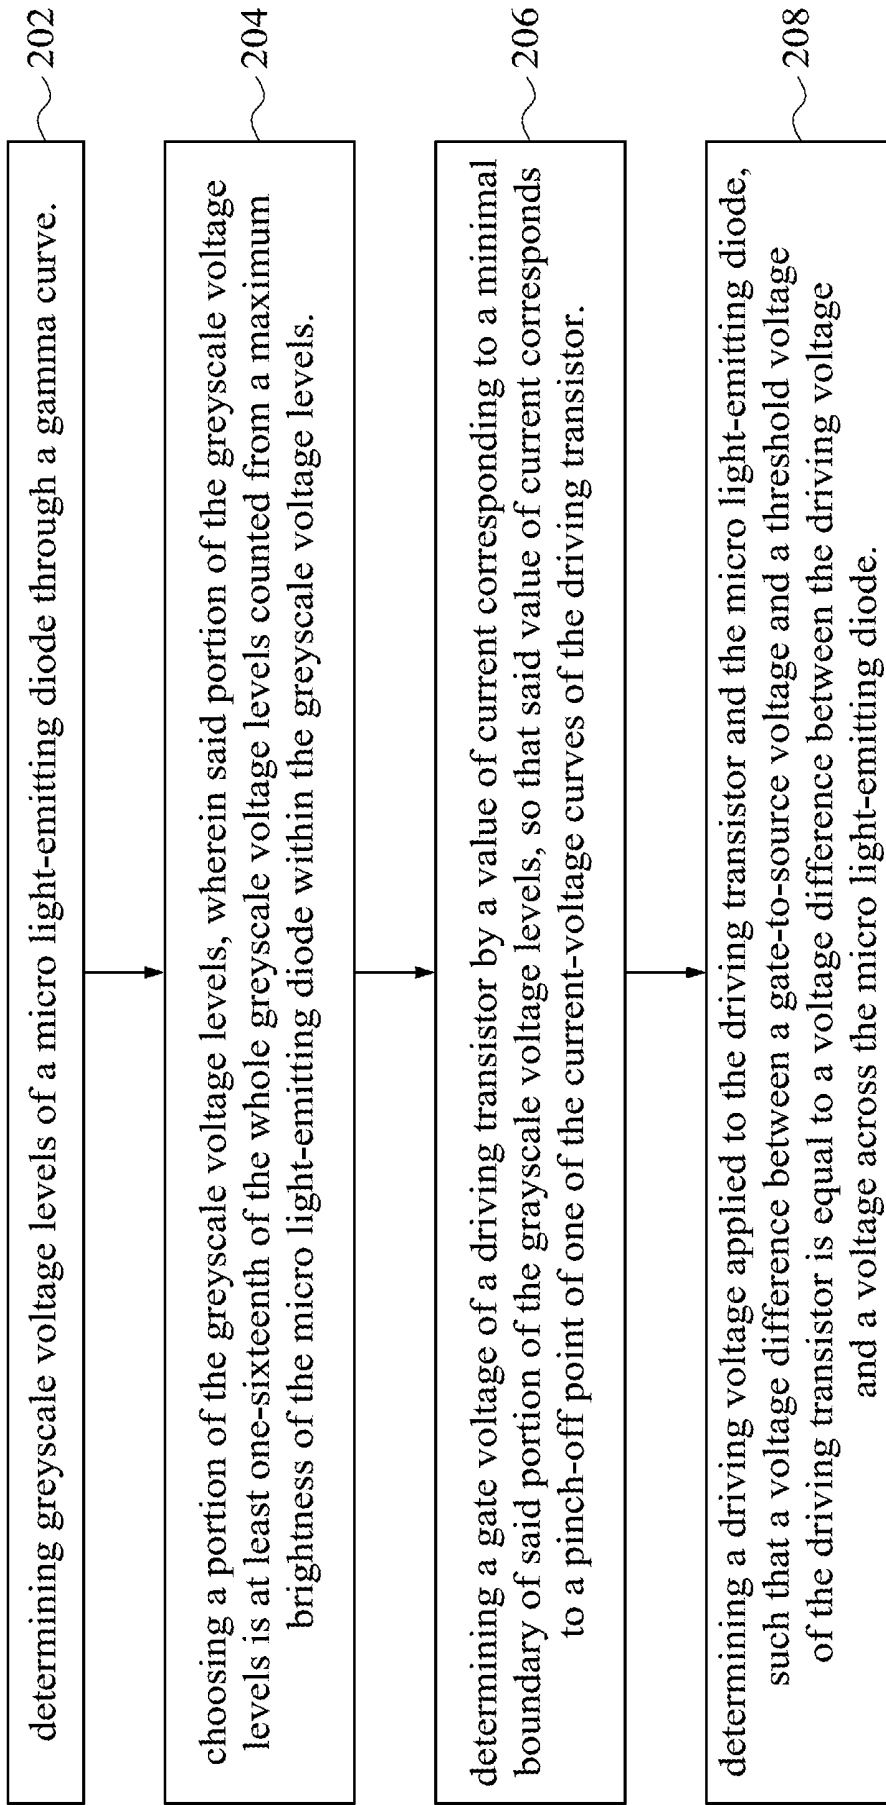 determining greyscale voltage levels of a micro light-emitting diode through a gamma curve.
202
choosing a portion of the greyscale voltage levels, wherein said portion of the greyscale voltage
levels is at least one-sixteenth of the whole greyscale voltage levels counted from a maximum
brightness of the micro light-emitting diode within the greyscale voltage levels.
204
determining a gate voltage of a driving transistor by a value of current corresponding to a minimal
boundary of said portion of the grayscale voltage levels, so that said value of current corresponds
to a pinch-off point of one of the current-voltage curves of the driving transistor.
206
determining a driving voltage applied to the driving transistor and the micro light-emitting diode,
such that a voltage difference between a gate-to-source voltage and a threshold voltage
of the driving transistor is equal to a voltage difference between the driving voltage
and a voltage across the micro light-emitting diode.
208